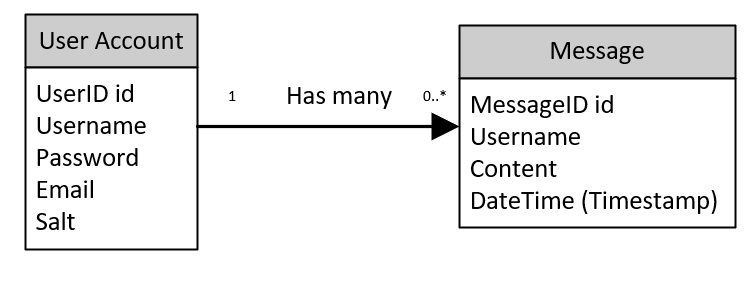 User Account
UserID id
Username
Password
Email
Salt
1
Has many
0..*
Message
MessageID id
Username
Content
DateTime (Timestamp)